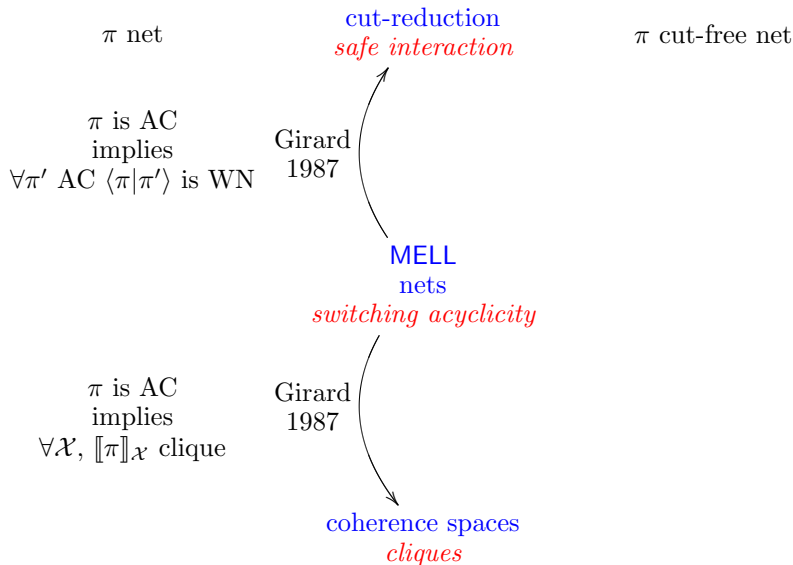 π net
cut-reduction
safe interaction
π cut-free net
π is AC
implies
∀π′ AC ⟨π|π′⟩ is WN
Girard
1987
MELL
nets
switching acyclicity
π is AC
implies
∀𝒳, ⟦π⟧𝒳 clique
Girard
1987
coherence spaces
cliques